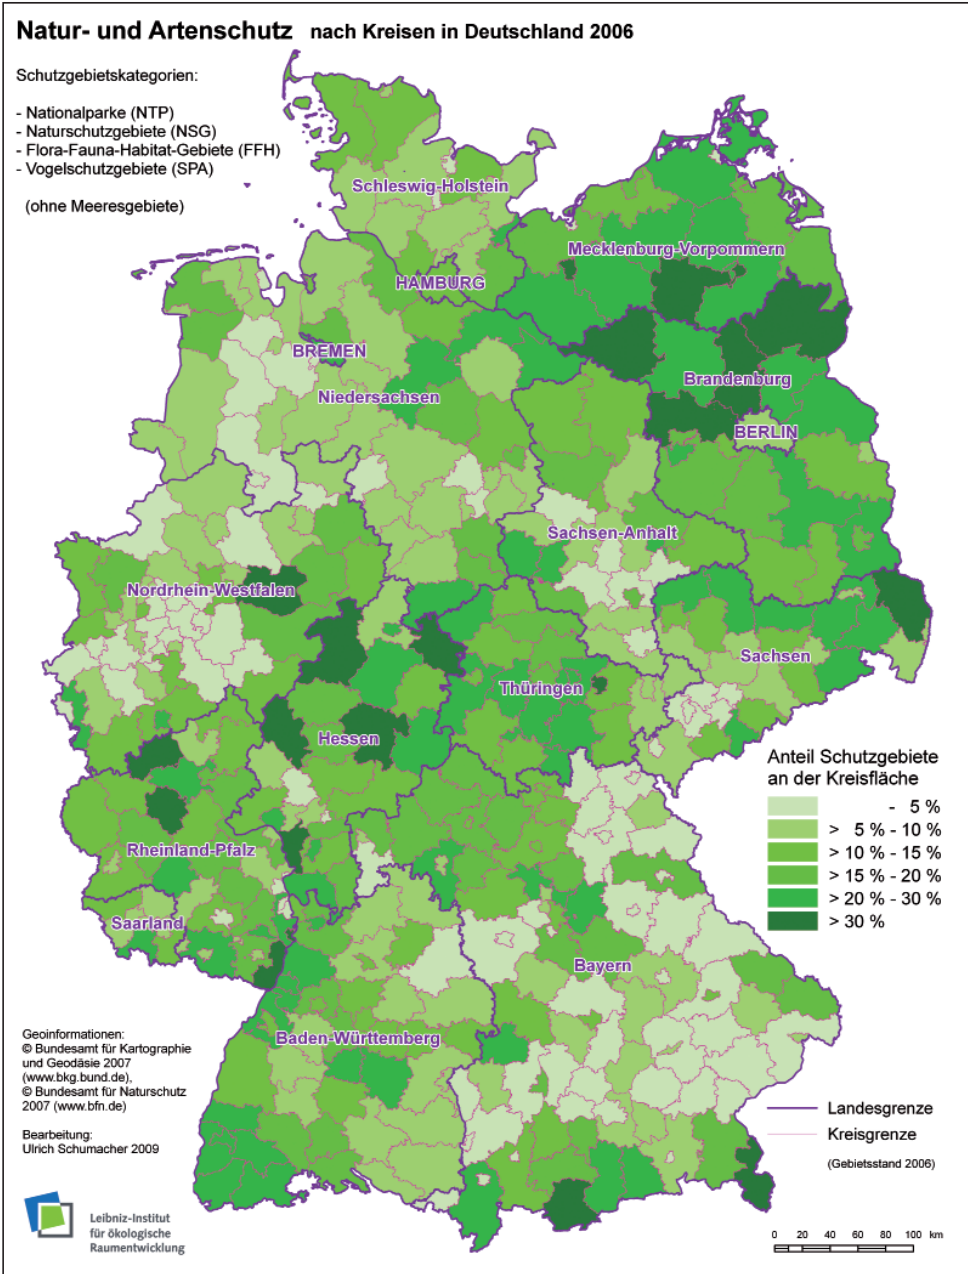 Natur- und Artenschutz nach Kreisen in Deutschland 2006
Schutzgebietskategorien:
- Nationalparke (NTP)
- Naturschutzgebiete (NSG)
- Flora-Fauna-Habitat-Gebiete (FFH)
- Vogelschutzgebiete (SPA)
(ohne Meeresgebiete)
Schleswig-Holstein
Mecklenburg-Vorpommern
HAMBURG
BREMEN
Niedersachsen
Brandenburg
BERLIN
Sachsen-Anhalt
Nordrhein-Westfalen
Sachsen
Thüringen
Hessen
Rheinland-Pfalz
Saarland
Bayern
Baden-Württemberg
Anteil Schutzgebiete
an der Kreisfläche
- 5 %
> 5 % - 10 %
> 10 % - 15 %
> 15 % - 20 %
> 20 % - 30 %
> 30 %
Geoinformationen:
© Bundesamt für Kartographie
und Geodäsie 2007
(www.bkg.bund.de),
© Bundesamt für Naturschutz
2007 (www.bfn.de)
Bearbeitung:
Ulrich Schumacher 2009
Landesgrenze
Kreisgrenze
(Gebietsstand 2006)
Leibniz-Institut
für ökologische
Raumentwicklung
0 20 40 60 80 100 km